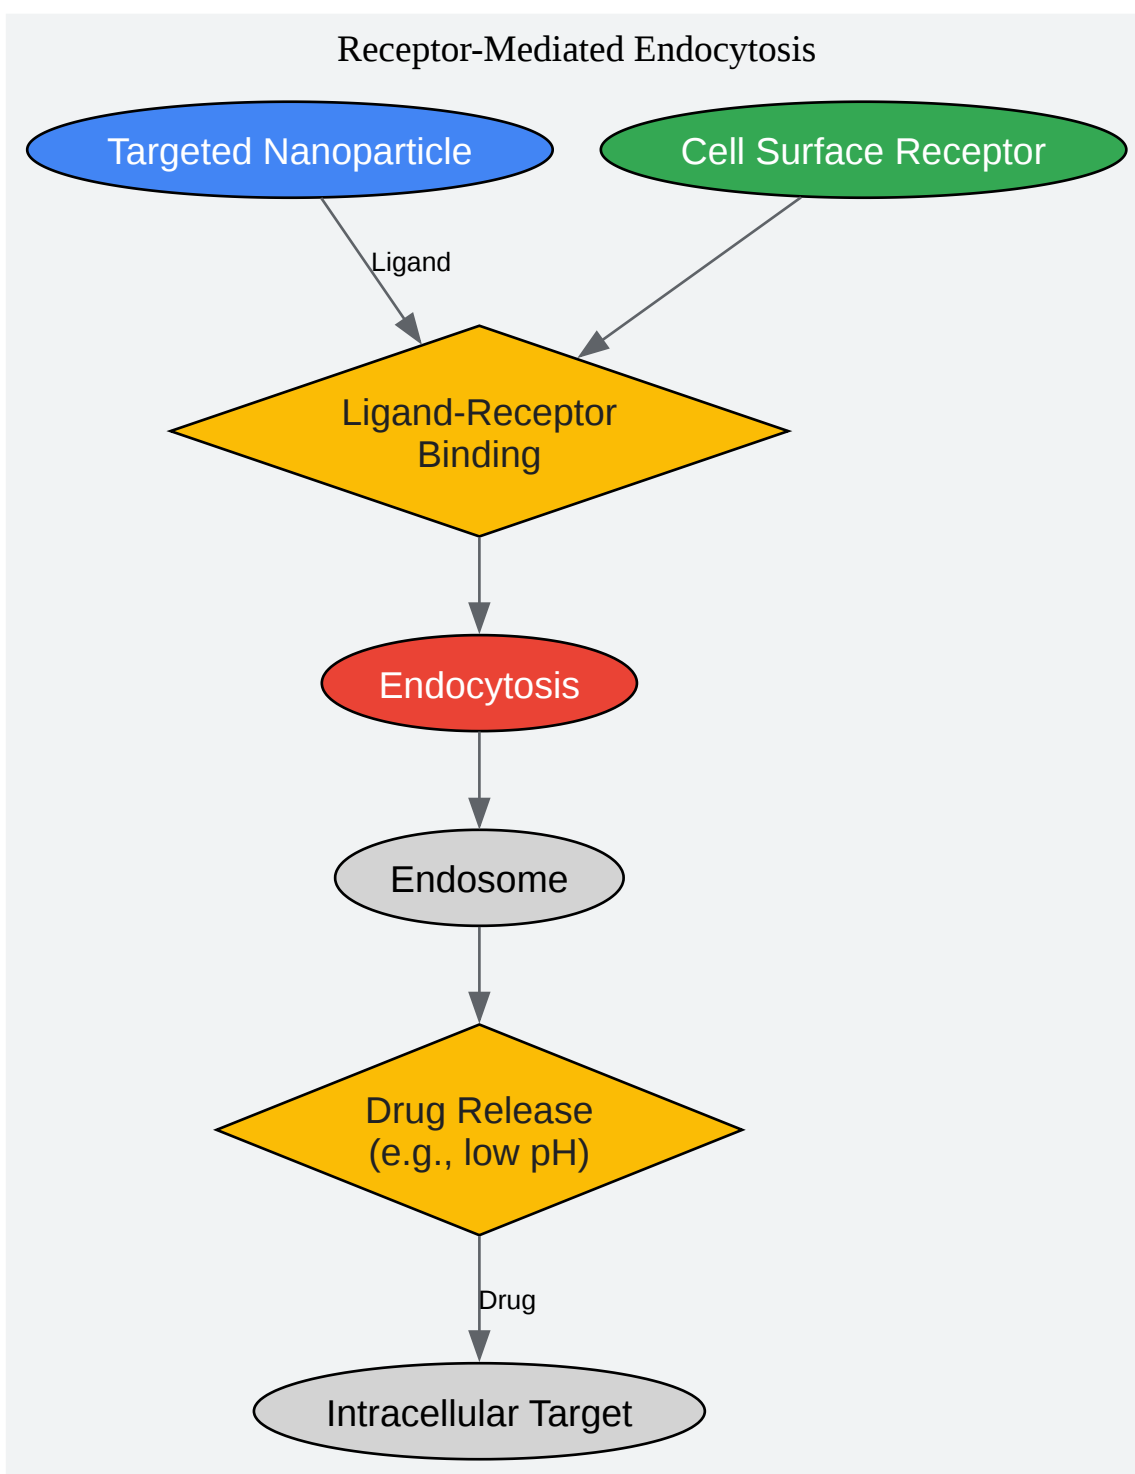 Receptor-Mediated Endocytosis
Targeted Nanoparticle
Cell Surface Receptor
Ligand
Ligand-Receptor
Binding
Endocytosis
Endosome
Drug Release
(e.g., low pH)
Drug
Intracellular Target